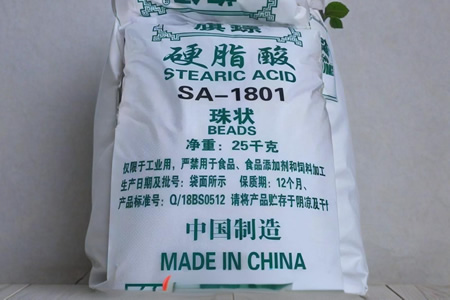 硬脂酸
STEARIC ACID
SA-1801
珠状
BEADS
净重：25千克
仅限于工业用，严禁用于食品、食品添加剂和饲料加工
生产日期及批号：袋面所示 保质期：12个月、
产品标准号：Q/18BS0512 请将产品贮存于阴凉及干
中国制造
MADE IN CHINA